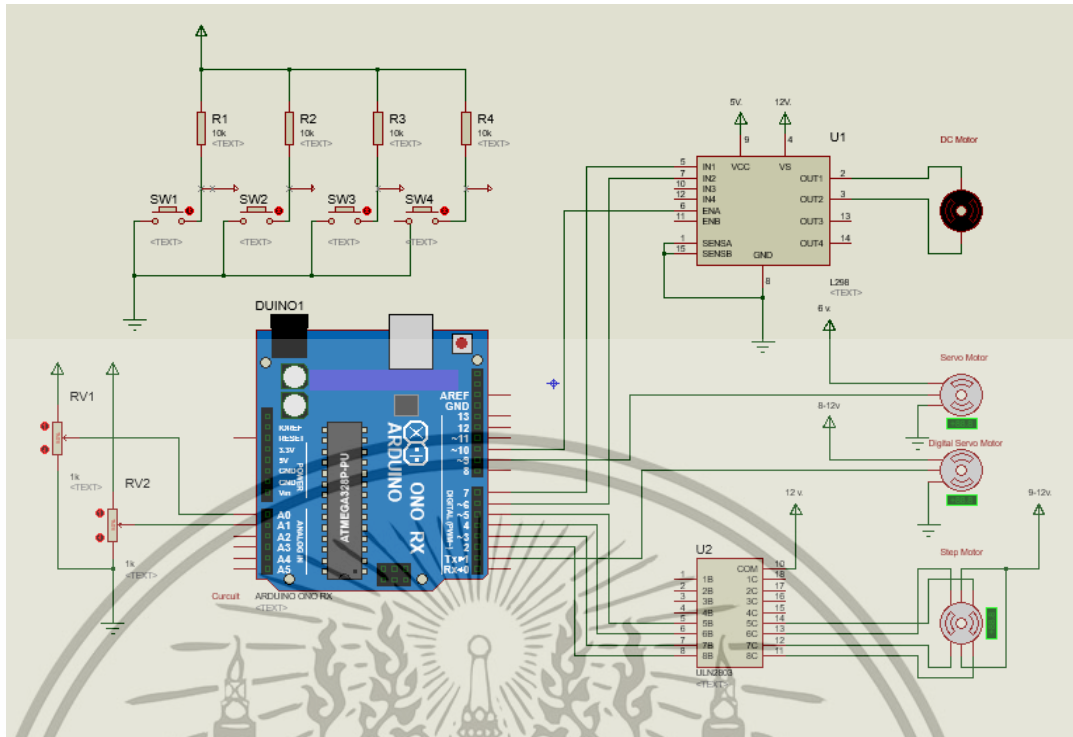 R1
10k
<TEXT>
R2
10k
<TEXT>
R3
10k
<TEXT>
R4
10k
<TEXT>
SW1
<TEXT>
SW2
<TEXT>
SW3
<TEXT>
SW4
<TEXT>
5V.
12V.
U1
9
4
5
7
10
12
6
11
1
15
IN1
IN2
IN3
IN4
ENA
ENB
SENSA
SENSB
VCC
VS
GND
8
OUT1
OUT2
OUT3
OUT4
2
3
13
14
L298
<TEXT>
DC Motor
DUINO1
RV1
1k
<TEXT>
RV2
1k
<TEXT>
IOREF
RESET
3.3V
5V
GND
GND
Vin
POWER
A0
A1
A2
A3
A4
A5
ANALOG IN
ATMEGA328P-PU
ARDUINO
ONO RX
AREF
GND
13
12
~11
~10
~9
8
7
~6
~5
4
~3
2
DIGITAL (PWM~)
Curcuit
ARDUINO ONO RX
<TEXT>
6 v.
Servo Motor
8-12v
Digital Servo Motor
12 v.
9-12v.
Step Motor
U2
1
2
3
4
5
6
7
8
1B
2B
3B
4B
5B
6B
7B
8B
COM
1C
2C
3C
4C
5C
6C
7C
8C
10
18
17
16
15
14
13
12
11
ULN2803
<TEXT>